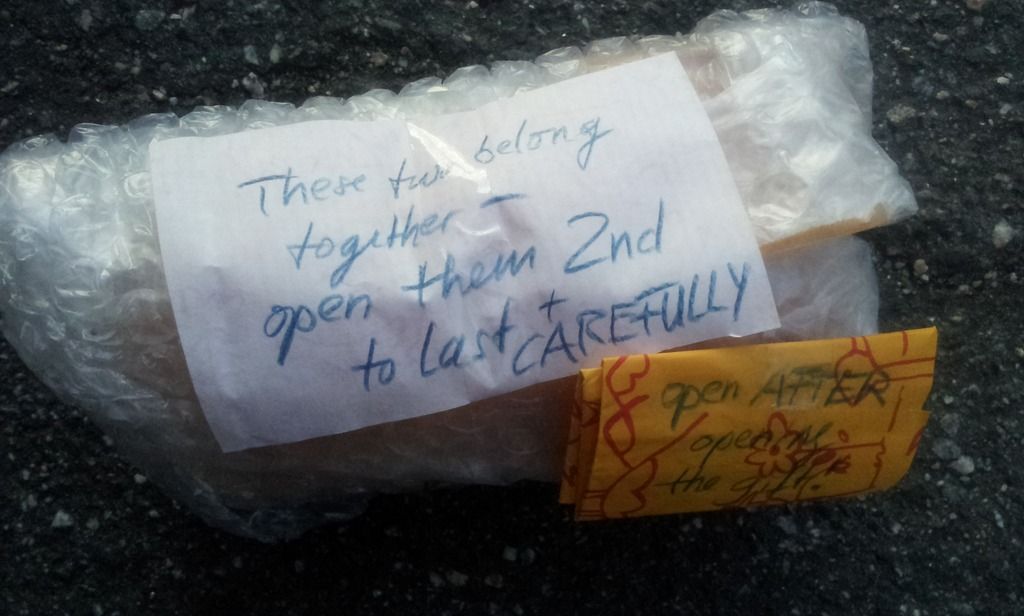 These two belong
together —
open them 2nd
to last +
CAREFULLY
open AFTER
opening
the gift.